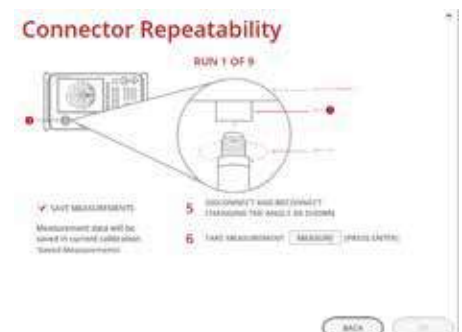 Connector Repeatability
RUN 1 OF 9
SAVE MEASUREMENTS
Measurement data will be
saved in current calibration
'Saved Measurements'
5 DISCONNECT AND RECONNECT
CHANGING THE ANGLE AS SHOWN
6 TAKE MEASUREMENT MEASURE (PRESS ENTER)
BACK